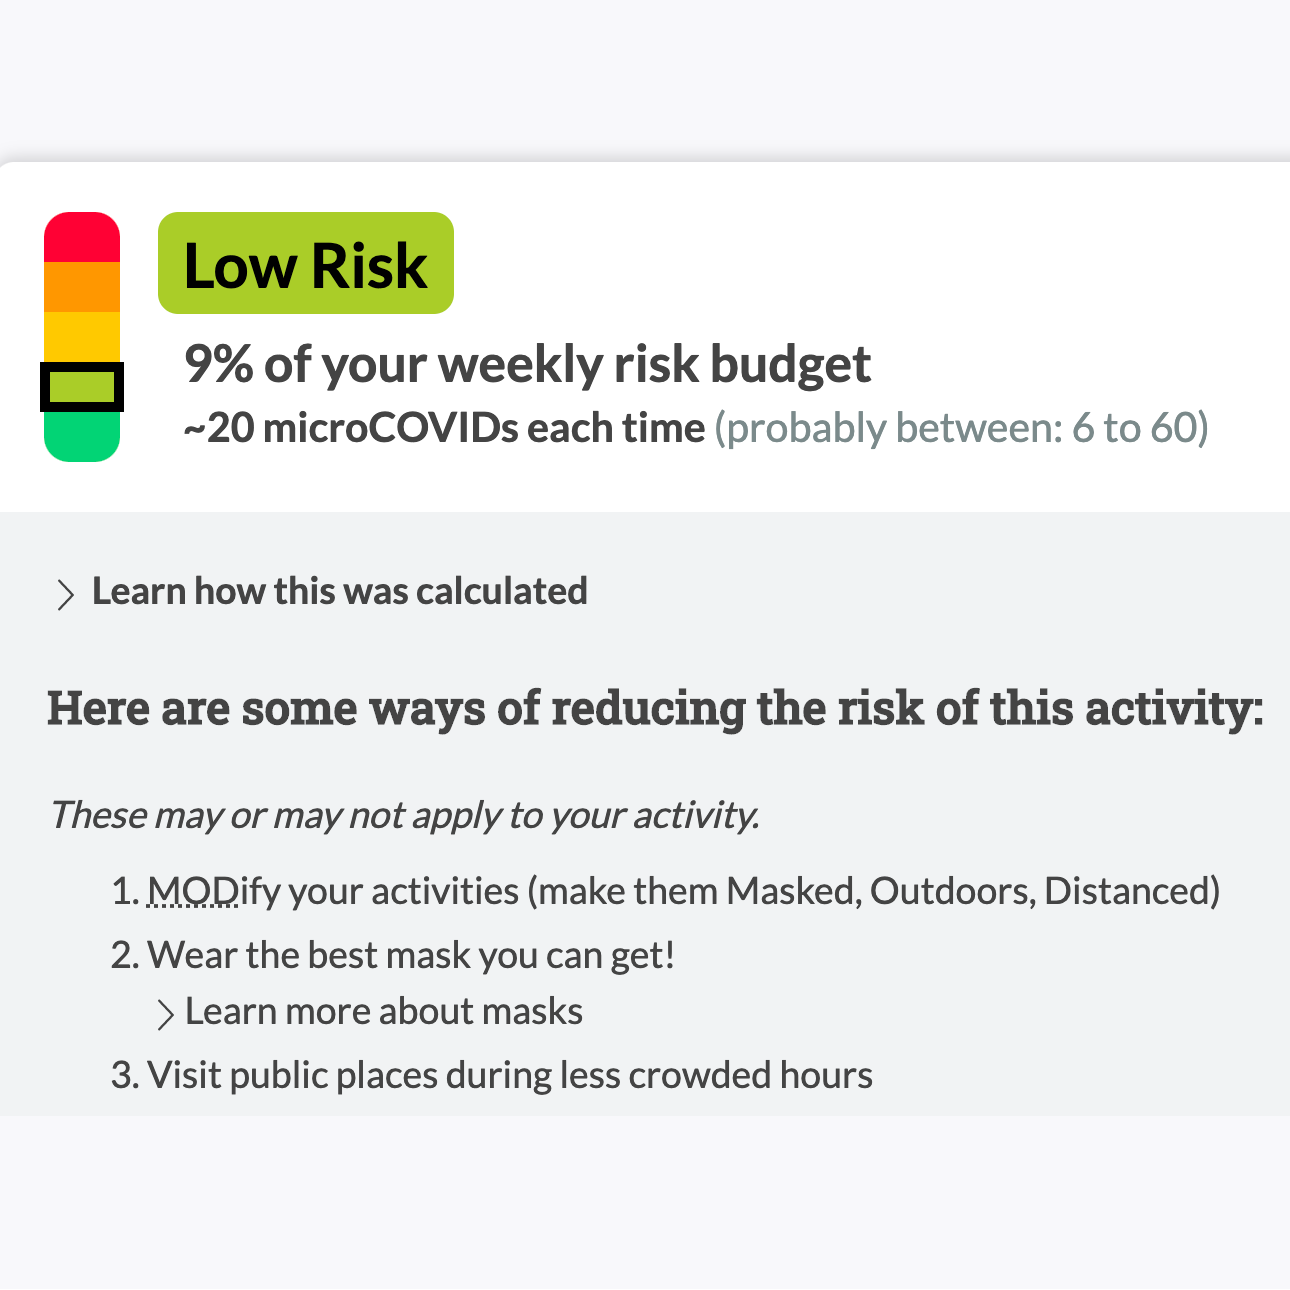 Low Risk
9% of your weekly risk budget
~20 microCOVIDs each time (probably between: 6 to 60)
Learn how this was calculated
Here are some ways of reducing the risk of this activity:
These may or may not apply to your activity.
1. MODify your activities (make them Masked, Outdoors, Distanced)
2. Wear the best mask you can get!
Learn more about masks
3. Visit public places during less crowded hours